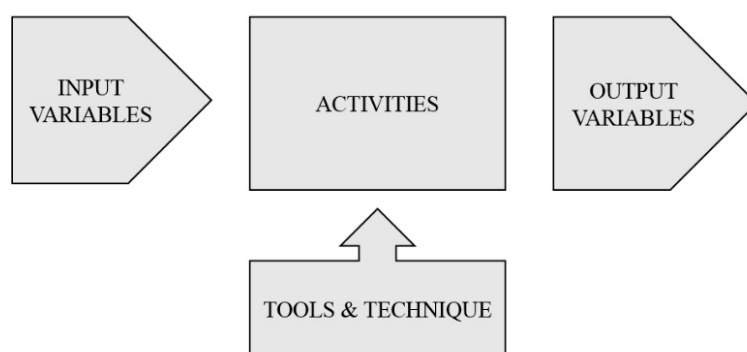 INPUT
VARIABLES
ACTIVITIES
OUTPUT
VARIABLES
TOOLS & TECHNIQUE